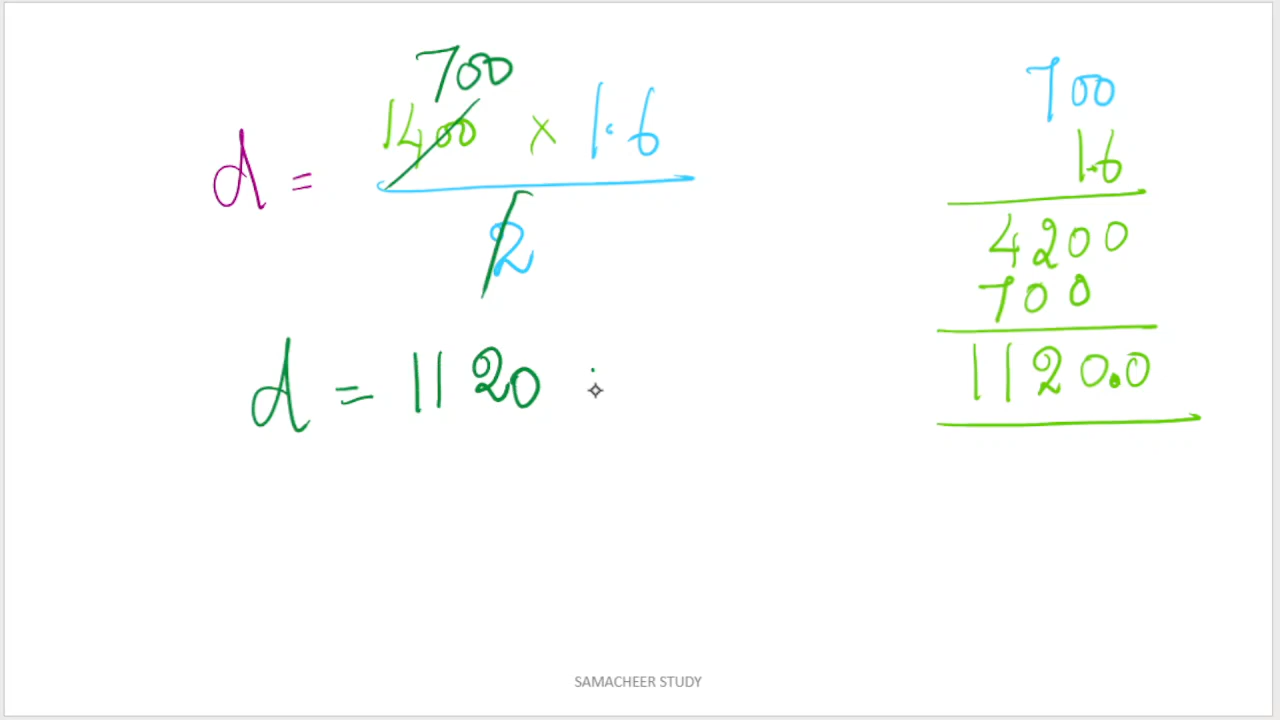 700
1400 × 1.6
d =
2
d = 1120
700
1.6
4200
700
1120.0
SAMACHEER STUDY